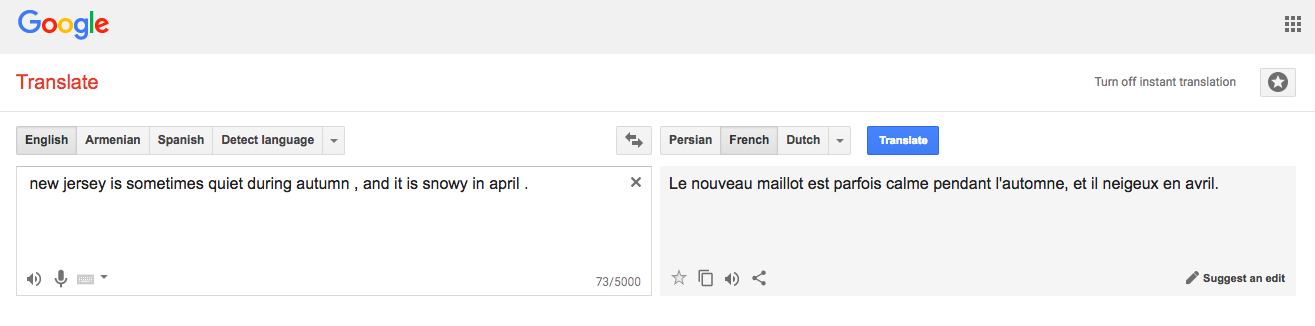 Google
Translate
Turn off instant translation
English Armenian Spanish Detect language
Persian French Dutch Translate
new jersey is sometimes quiet during autumn , and it is snowy in april .
Le nouveau maillot est parfois calme pendant l'automne, et il neigeux en avril.
73/5000
Suggest an edit